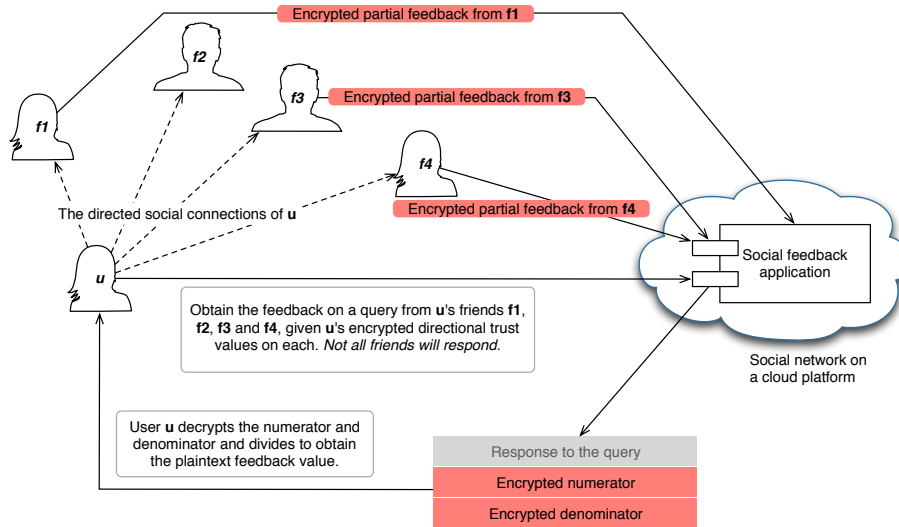 Encrypted partial feedback from f1
f2
f3
Encrypted partial feedback from f3
f1
f4
Encrypted partial feedback from f4
The directed social connections of u
u
Social feedback
application
Obtain the feedback on a query from u's friends f1,
f2, f3 and f4, given u's encrypted directional trust
values on each. Not all friends will respond.
Social network on
a cloud platform
User u decrypts the numerator and
denominator and divides to obtain
the plaintext feedback value.
Response to the query
Encrypted numerator
Encrypted denominator